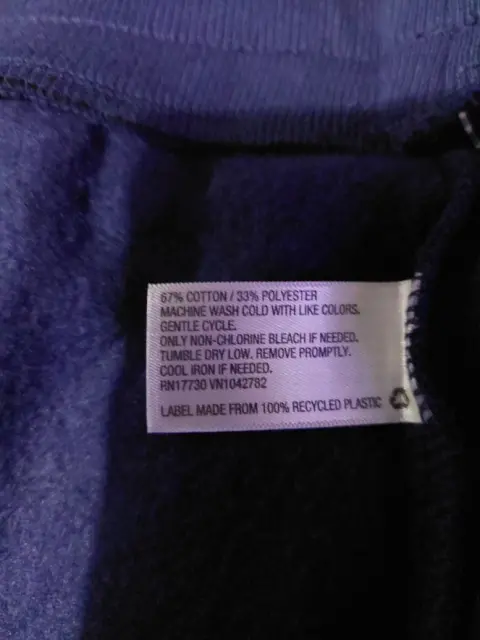 67% COTTON / 33% POLYESTER
MACHINE WASH COLD WITH LIKE COLORS.
GENTLE CYCLE.
ONLY NON-CHLORINE BLEACH IF NEEDED.
TUMBLE DRY LOW. REMOVE PROMPTLY.
COOL IRON IF NEEDED.
RN17730 VN1042782
LABEL MADE FROM 100% RECYCLED PLASTIC